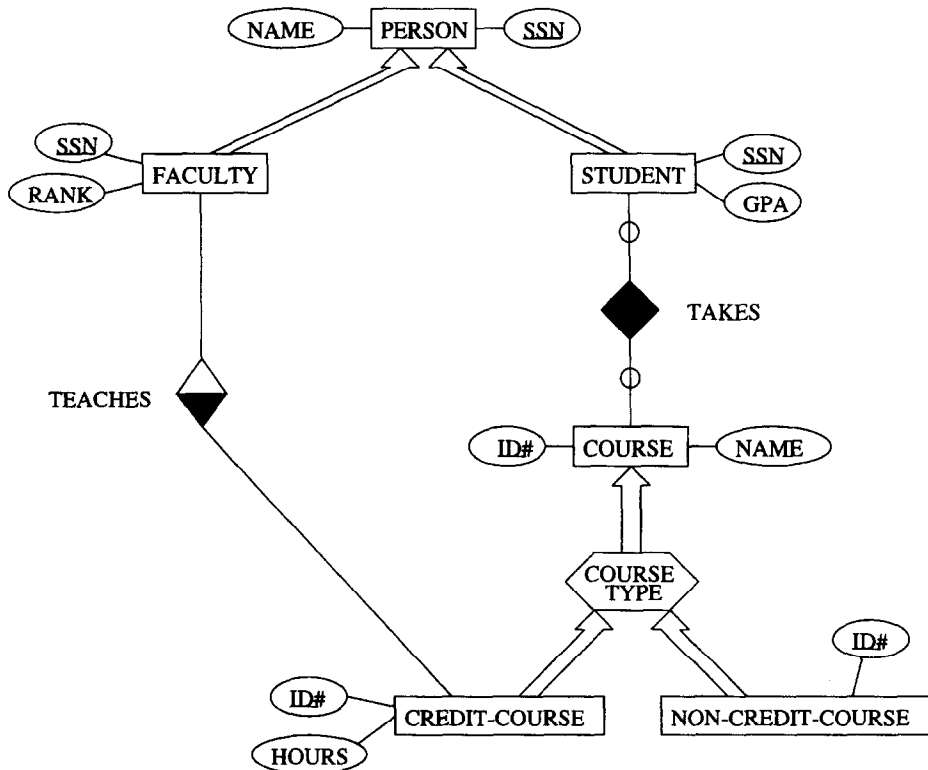 NAME
PERSON
SSN
SSN
FACULTY
RANK
STUDENT
SSN
GPA
TAKES
TEACHES
ID#
COURSE
NAME
COURSE
TYPE
ID#
ID#
CREDIT-COURSE
NON-CREDIT-COURSE
HOURS